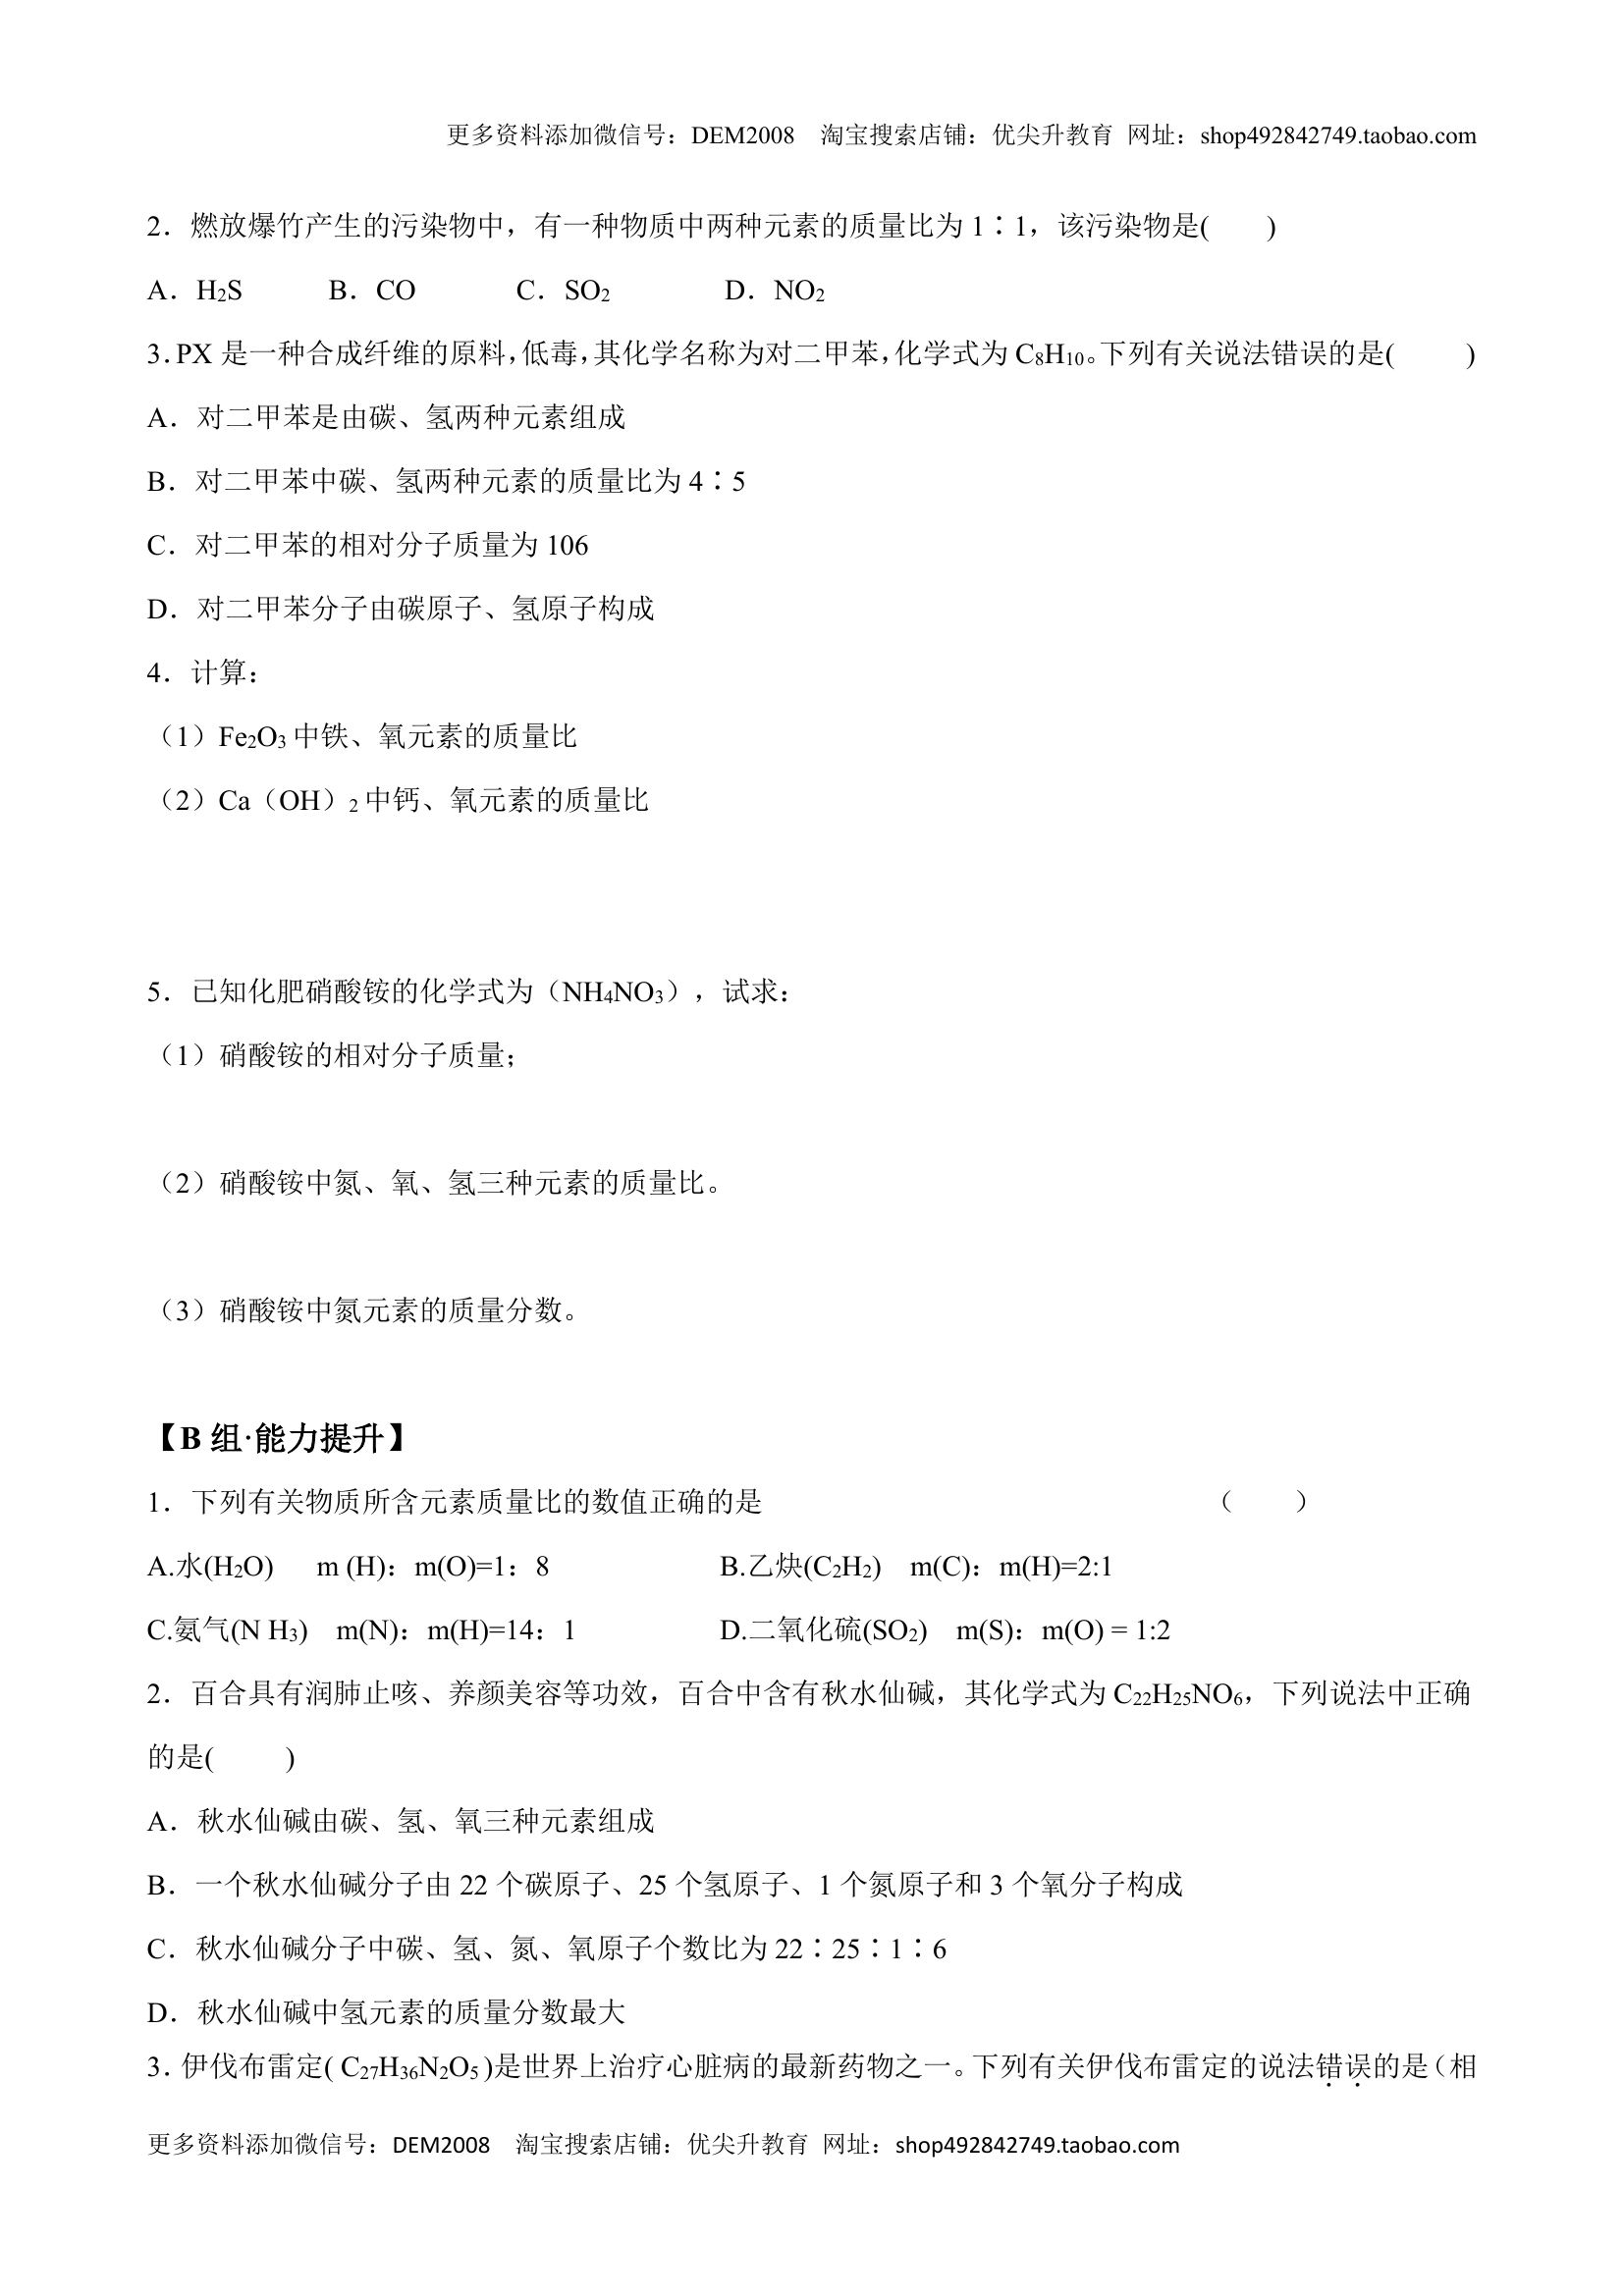 更多资料添加微信号：DEM2008 淘宝搜索店铺：优尖升教育 网址：shop492842749.taobao.com
2．燃放爆竹产生的污染物中，有一种物质中两种元素的质量比为 1∶1，该污染物是( )
A．H₂S B．CO C．SO₂ D．NO₂
3．PX 是一种合成纤维的原料，低毒，其化学名称为对二甲苯，化学式为 C₈H₁₀。下列有关说法错误的是( )
A．对二甲苯是由碳、氢两种元素组成
B．对二甲苯中碳、氢两种元素的质量比为 4∶5
C．对二甲苯的相对分子质量为 106
D．对二甲苯分子由碳原子、氢原子构成
4．计算：
（1）Fe₂O₃ 中铁、氧元素的质量比
（2）Ca（OH）₂ 中钙、氧元素的质量比
5．已知化肥硝酸铵的化学式为（NH₄NO₃），试求：
（1）硝酸铵的相对分子质量；
（2）硝酸铵中氮、氧、氢三种元素的质量比。
（3）硝酸铵中氮元素的质量分数。
【B 组·能力提升】
1．下列有关物质所含元素质量比的数值正确的是 （ ）
A.水(H₂O) m (H)：m(O)=1：8 B.乙炔(C₂H₂) m(C)：m(H)=2:1
C.氨气(N H₃) m(N)：m(H)=14：1 D.二氧化硫(SO₂) m(S)：m(O) = 1:2
2．百合具有润肺止咳、养颜美容等功效，百合中含有秋水仙碱，其化学式为 C₂₂H₂₅NO₆，下列说法中正确
的是( )
A．秋水仙碱由碳、氢、氧三种元素组成
B．一个秋水仙碱分子由 22 个碳原子、25 个氢原子、1 个氮原子和 3 个氧分子构成
C．秋水仙碱分子中碳、氢、氮、氧原子个数比为 22∶25∶1∶6
D．秋水仙碱中氢元素的质量分数最大
3. 伊伐布雷定( C₂₇H₃₆N₂O₅ )是世界上治疗心脏病的最新药物之一。下列有关伊伐布雷定的说法错误的是（相
更多资料添加微信号：DEM2008 淘宝搜索店铺：优尖升教育 网址：shop492842749.taobao.com